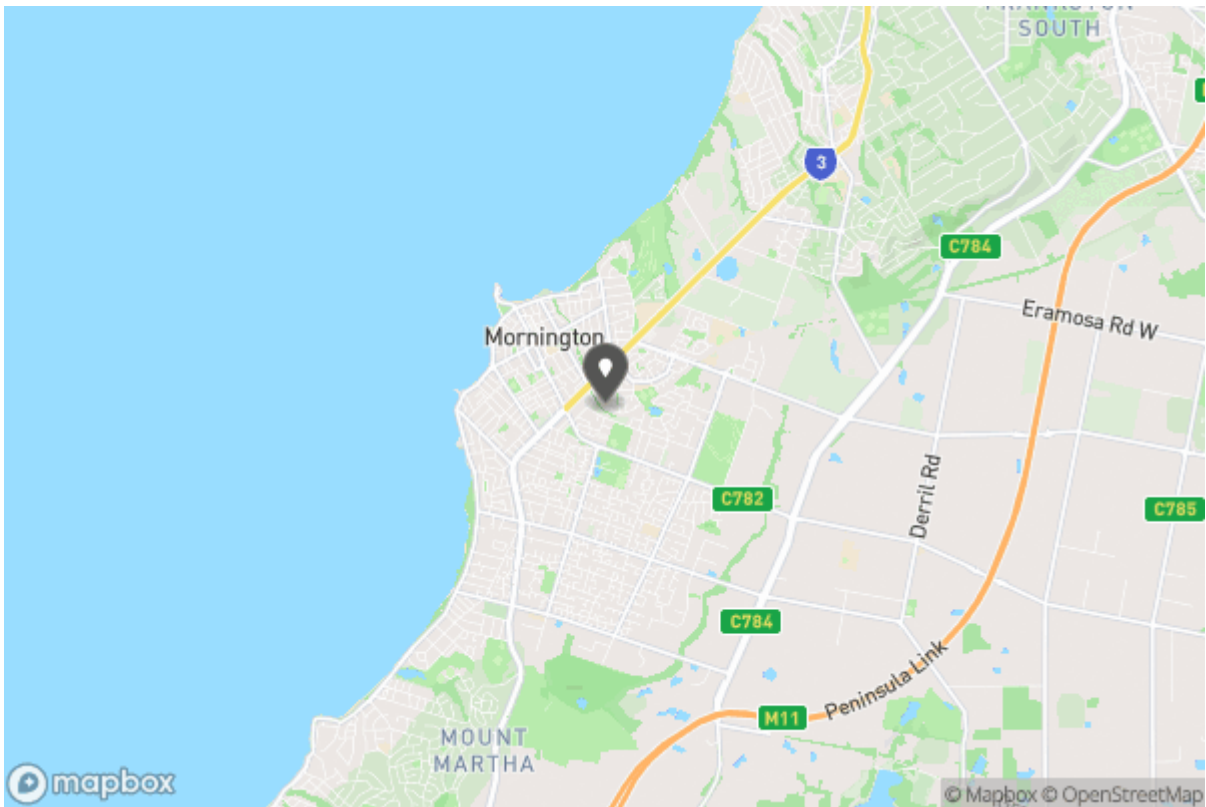 SOUTH
3
C784
Eramosa Rd W
Mornington
Derril Rd
C782
C785
C784
Peninsula Link
M11
MOUNT
MARTHA
mapbox
© Mapbox © OpenStreetMap